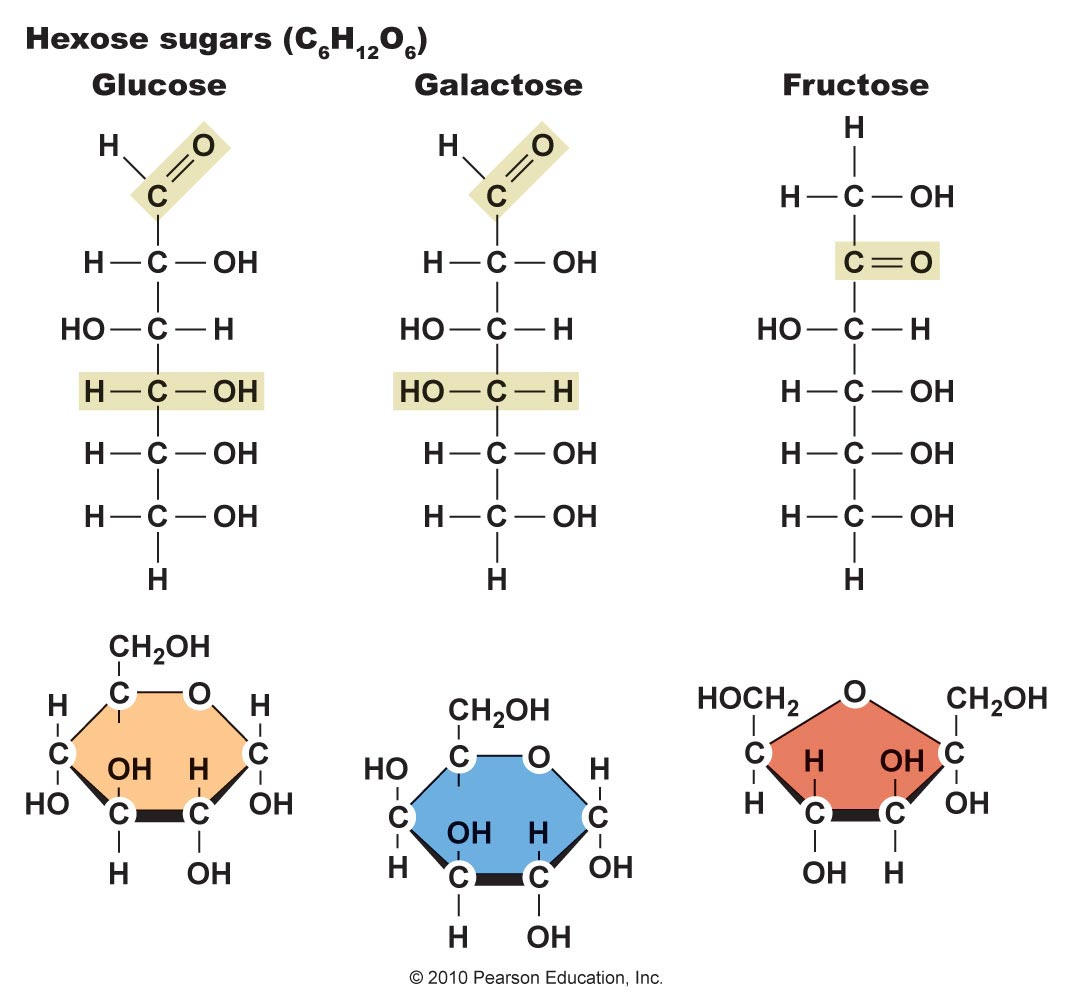 Hexose sugars (C₆H₁₂O₆)
Glucose Galactose Fructose
H
H O H O
H C OH
C C
H C OH H C OH C O
HO C H HO C H HO C H
H C OH HO C H H C OH
H C OH H C OH H C OH
H C OH H C OH H C OH
H H H
CH₂OH
C O
H H
HOCH₂ O CH₂OH
CH₂OH
C C
C O
C C
OH H
HO H
H OH
HO OH
H OH
C C
C C
C C
OH H
H OH
H OH
OH H
C C
H OH
© 2010 Pearson Education, Inc.